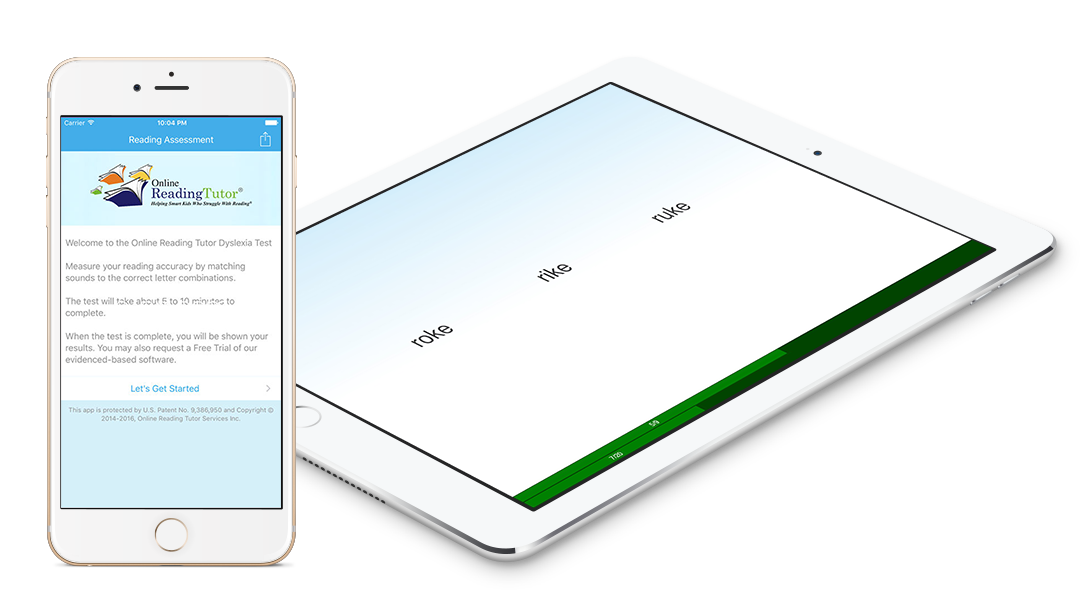 Carrier 10:04 PM
Reading Assessment
Online
ReadingTutor®
Helping Smart Kids Who Struggle With Reading®
Welcome to the Online Reading Tutor Dyslexia Test
Measure your reading accuracy by matching
sounds to the correct letter combinations.
The test will take about 5 to 10 minutes to
complete.
When the test is complete, you will be shown your
results. You may also request a Free Trial of our
evidenced-based software.
Let's Get Started
This app is protected by U.S. Patent No. 9,386,950 and Copyright ©
2014-2016, Online Reading Tutor Services Inc.
roke
rike
ruke
5/9
7/20